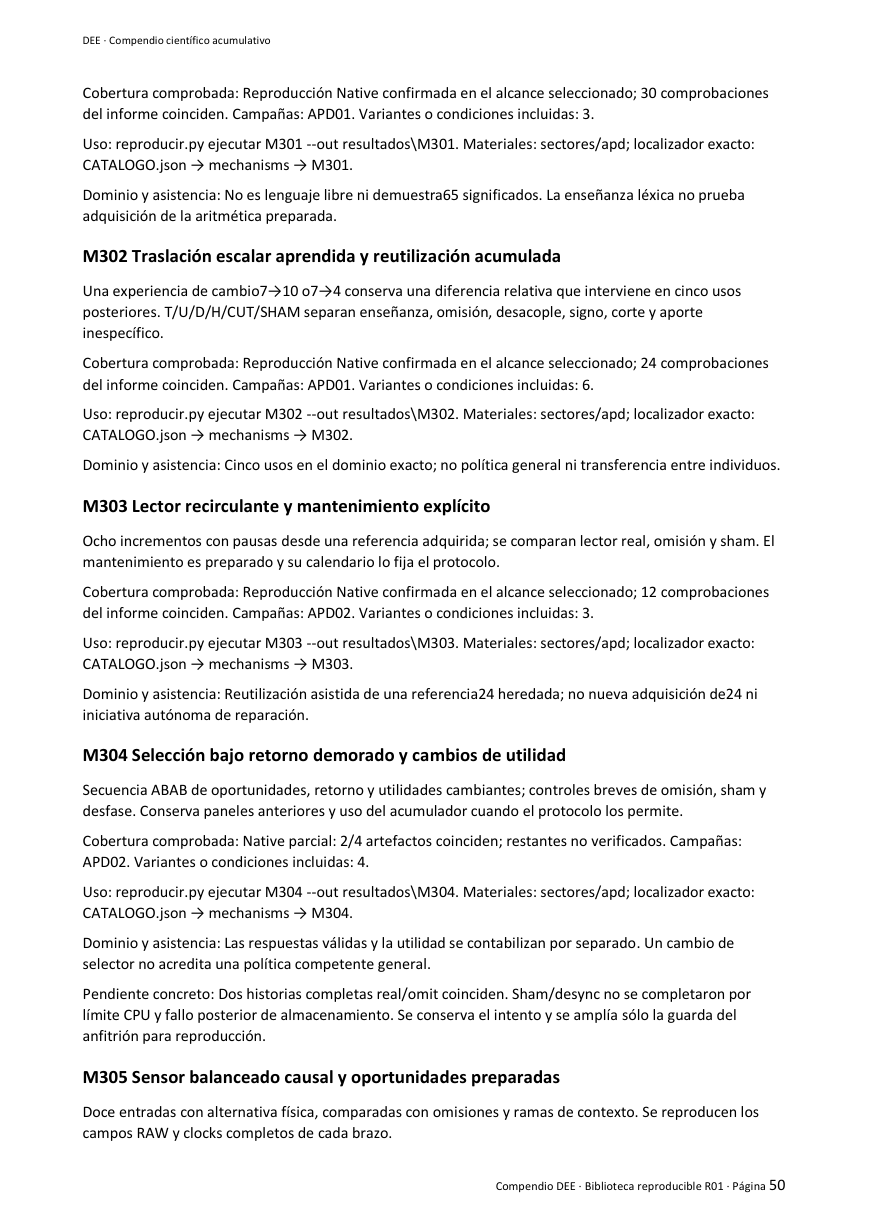 DEE · Compendio científico acumulativo
Cobertura comprobada: Reproducción Native confirmada en el alcance seleccionado; 30 comprobaciones
del informe coinciden. Campañas: APD01. Variantes o condiciones incluidas: 3.
Uso: reproducir.py ejecutar M301 --out resultados\M301. Materiales: sectores/apd; localizador exacto:
CATALOGO.json → mechanisms → M301.
Dominio y asistencia: No es lenguaje libre ni demuestra65 significados. La enseñanza léxica no prueba
adquisición de la aritmética preparada.
M302 Traslación escalar aprendida y reutilización acumulada
Una experiencia de cambio7→10 o7→4 conserva una diferencia relativa que interviene en cinco usos
posteriores. T/U/D/H/CUT/SHAM separan enseñanza, omisión, desacople, signo, corte y aporte
inespecífico.
Cobertura comprobada: Reproducción Native confirmada en el alcance seleccionado; 24 comprobaciones
del informe coinciden. Campañas: APD01. Variantes o condiciones incluidas: 6.
Uso: reproducir.py ejecutar M302 --out resultados\M302. Materiales: sectores/apd; localizador exacto:
CATALOGO.json → mechanisms → M302.
Dominio y asistencia: Cinco usos en el dominio exacto; no política general ni transferencia entre individuos.
M303 Lector recirculante y mantenimiento explícito
Ocho incrementos con pausas desde una referencia adquirida; se comparan lector real, omisión y sham. El
mantenimiento es preparado y su calendario lo fija el protocolo.
Cobertura comprobada: Reproducción Native confirmada en el alcance seleccionado; 12 comprobaciones
del informe coinciden. Campañas: APD02. Variantes o condiciones incluidas: 3.
Uso: reproducir.py ejecutar M303 --out resultados\M303. Materiales: sectores/apd; localizador exacto:
CATALOGO.json → mechanisms → M303.
Dominio y asistencia: Reutilización asistida de una referencia24 heredada; no nueva adquisición de24 ni
iniciativa autónoma de reparación.
M304 Selección bajo retorno demorado y cambios de utilidad
Secuencia ABAB de oportunidades, retorno y utilidades cambiantes; controles breves de omisión, sham y
desfase. Conserva paneles anteriores y uso del acumulador cuando el protocolo los permite.
Cobertura comprobada: Native parcial: 2/4 artefactos coinciden; restantes no verificados. Campañas:
APD02. Variantes o condiciones incluidas: 4.
Uso: reproducir.py ejecutar M304 --out resultados\M304. Materiales: sectores/apd; localizador exacto:
CATALOGO.json → mechanisms → M304.
Dominio y asistencia: Las respuestas válidas y la utilidad se contabilizan por separado. Un cambio de
selector no acredita una política competente general.
Pendiente concreto: Dos historias completas real/omit coinciden. Sham/desync no se completaron por
límite CPU y fallo posterior de almacenamiento. Se conserva el intento y se amplía sólo la guarda del
anfitrión para reproducción.
M305 Sensor balanceado causal y oportunidades preparadas
Doce entradas con alternativa física, comparadas con omisiones y ramas de contexto. Se reproducen los
campos RAW y clocks completos de cada brazo.
Compendio DEE · Biblioteca reproducible R01 · Página 50